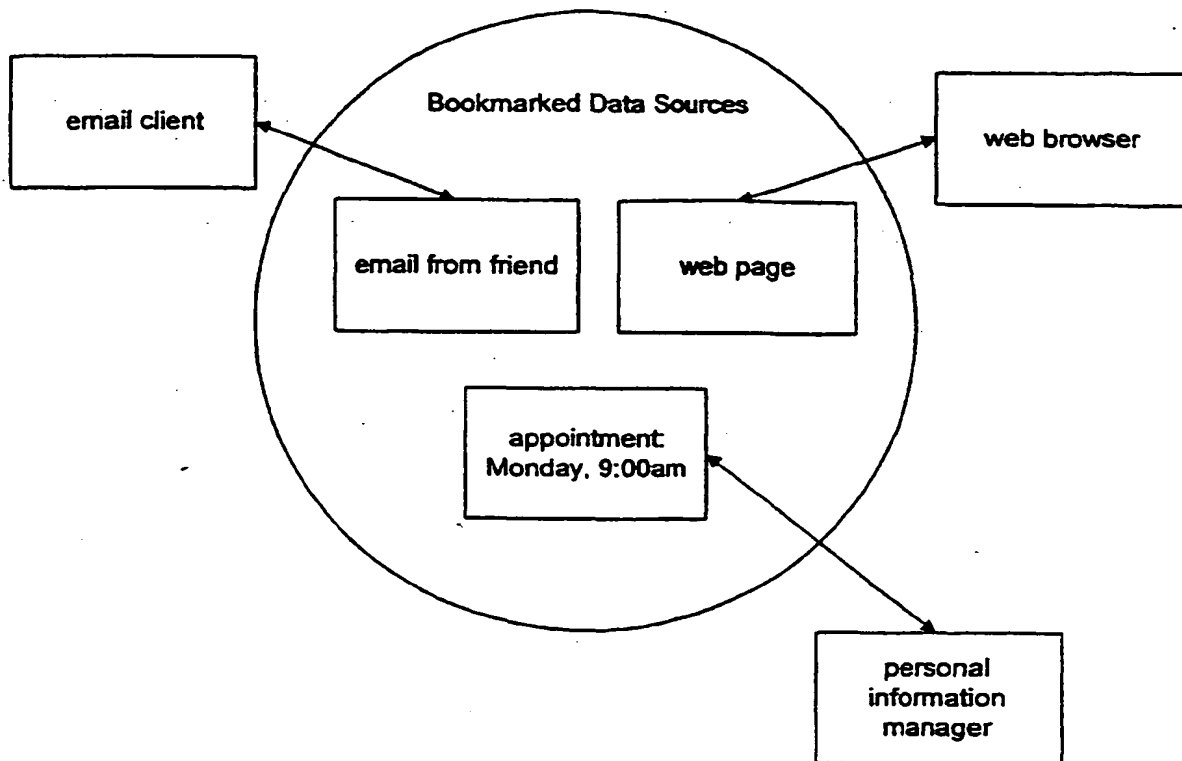 Bookmarked Data Sources
email client
web browser
email from friend
web page
appointment:
Monday, 9:00am
personal
information
manager